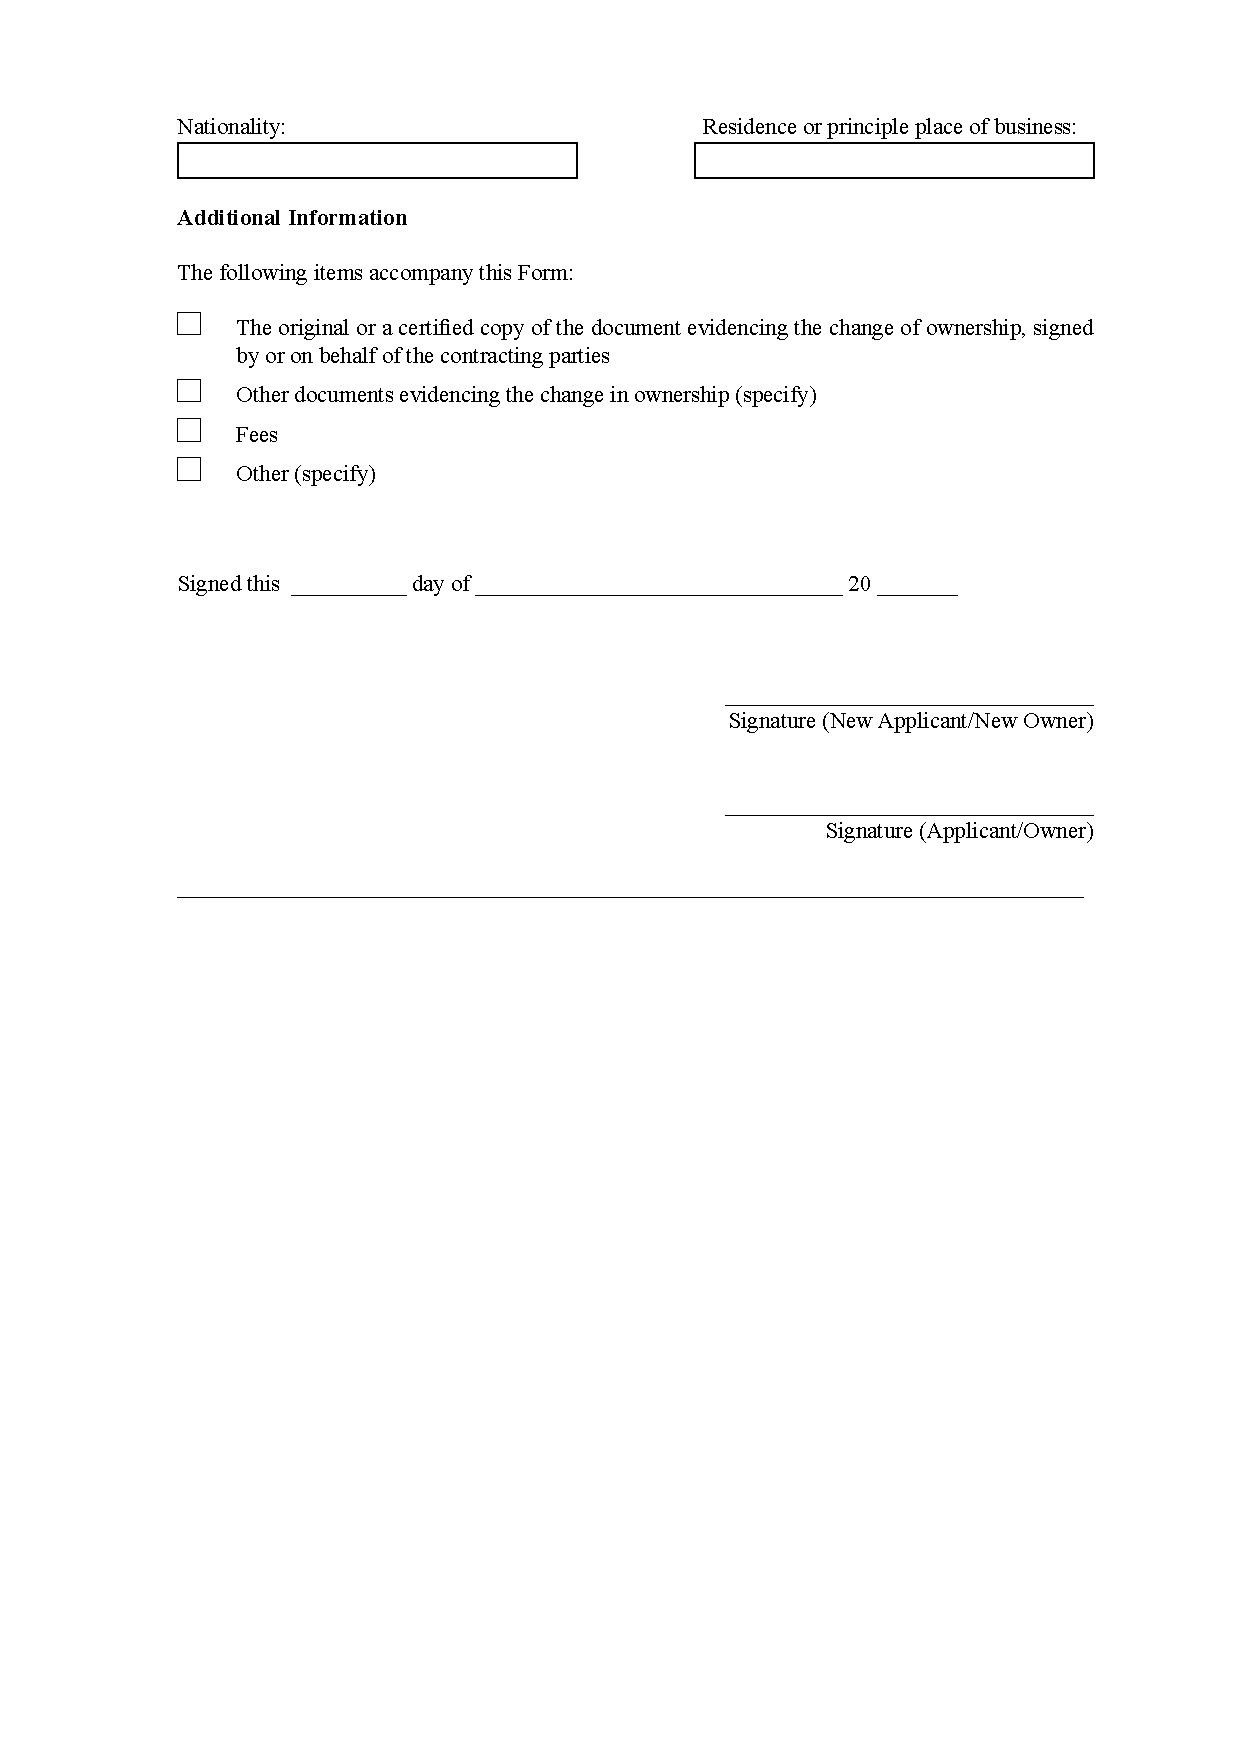 Nationality: Residence or principle place of business:
Additional Information
The following items accompany this Form:
The original or a certified copy of the document evidencing the change of ownership, signed
by or on behalf of the contracting parties
Other documents evidencing the change in ownership (specify)
Fees
Other (specify)
Signed this __________ day of ________________________________ 20 _______
Signature (New Applicant/New Owner)
Signature (Applicant/Owner)